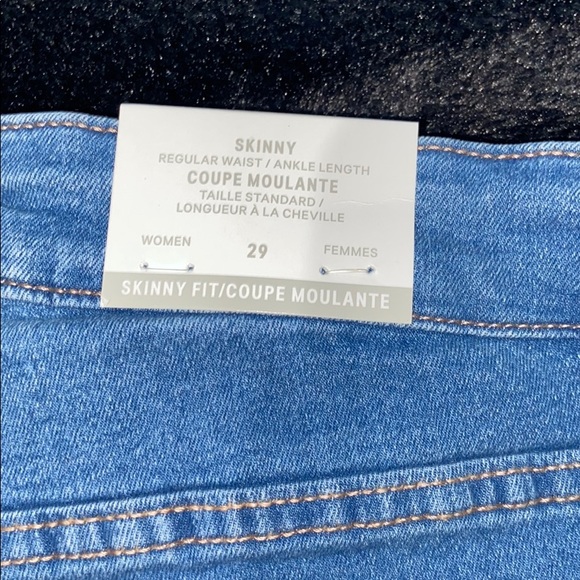 SKINNY
REGULAR WAIST / ANKLE LENGTH
COUPE MOULANTE
TAILLE STANDARD /
LONGUEUR À LA CHEVILLE
WOMEN 29 FEMMES
SKINNY FIT/COUPE MOULANTE